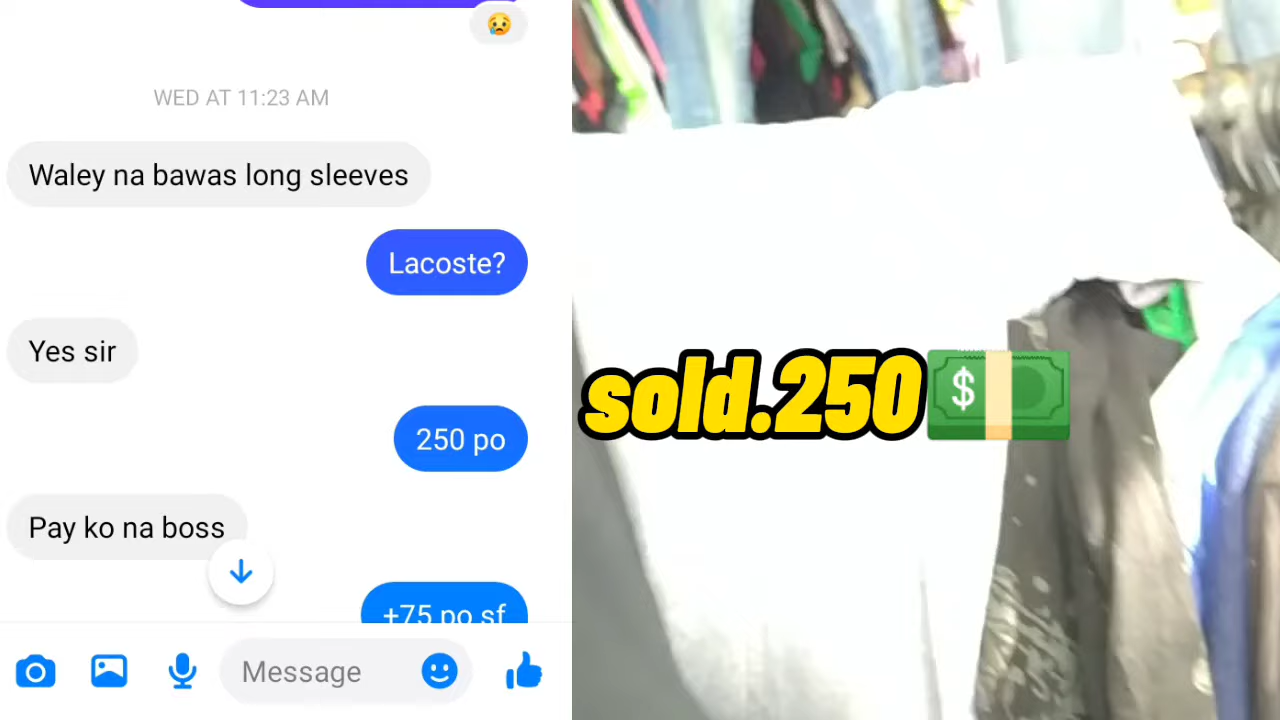 WED AT 11:23 AM
Waley na bawas long sleeves
Lacoste?
Yes sir
250 po
Pay ko na boss
+75 po sf
Message
sold.250